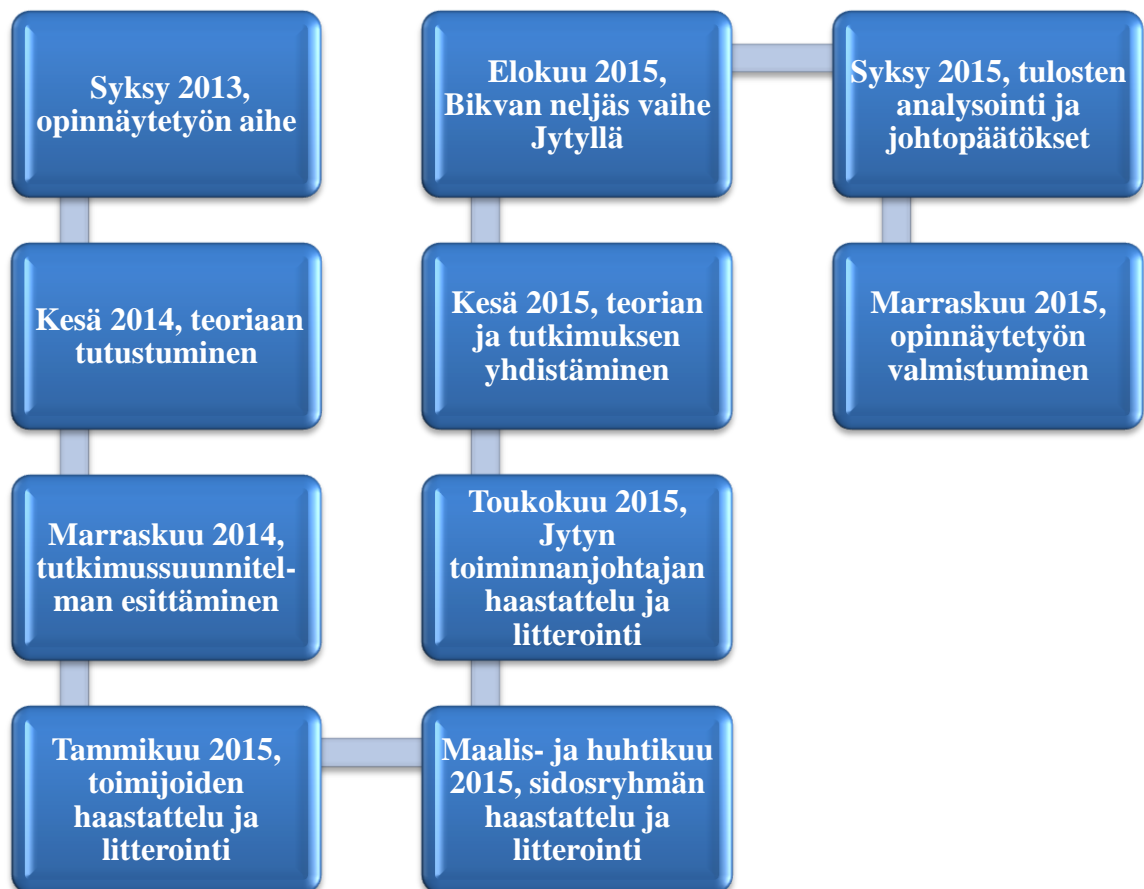 Syksy 2013,
opinnäytetyön aihe
Kesä 2014, teoriaan
tutustuminen
Marraskuu 2014,
tutkimussuunnitel-
man esittäminen
Tammikuu 2015,
toimijoiden
haastattelu ja
litterointi
Maalis- ja huhtikuu
2015, sidosryhmän
haastattelu ja
litterointi
Toukokuu 2015,
Jytyn
toiminnanjohtajan
haastattelu ja
litterointi
Kesä 2015, teorian
ja tutkimuksen
yhdistäminen
Elokuu 2015,
Bikvan neljäs vaihe
Jytyllä
Syksy 2015, tulosten
analysointi ja
johtopäätökset
Marraskuu 2015,
opinnäytetyön
valmistuminen